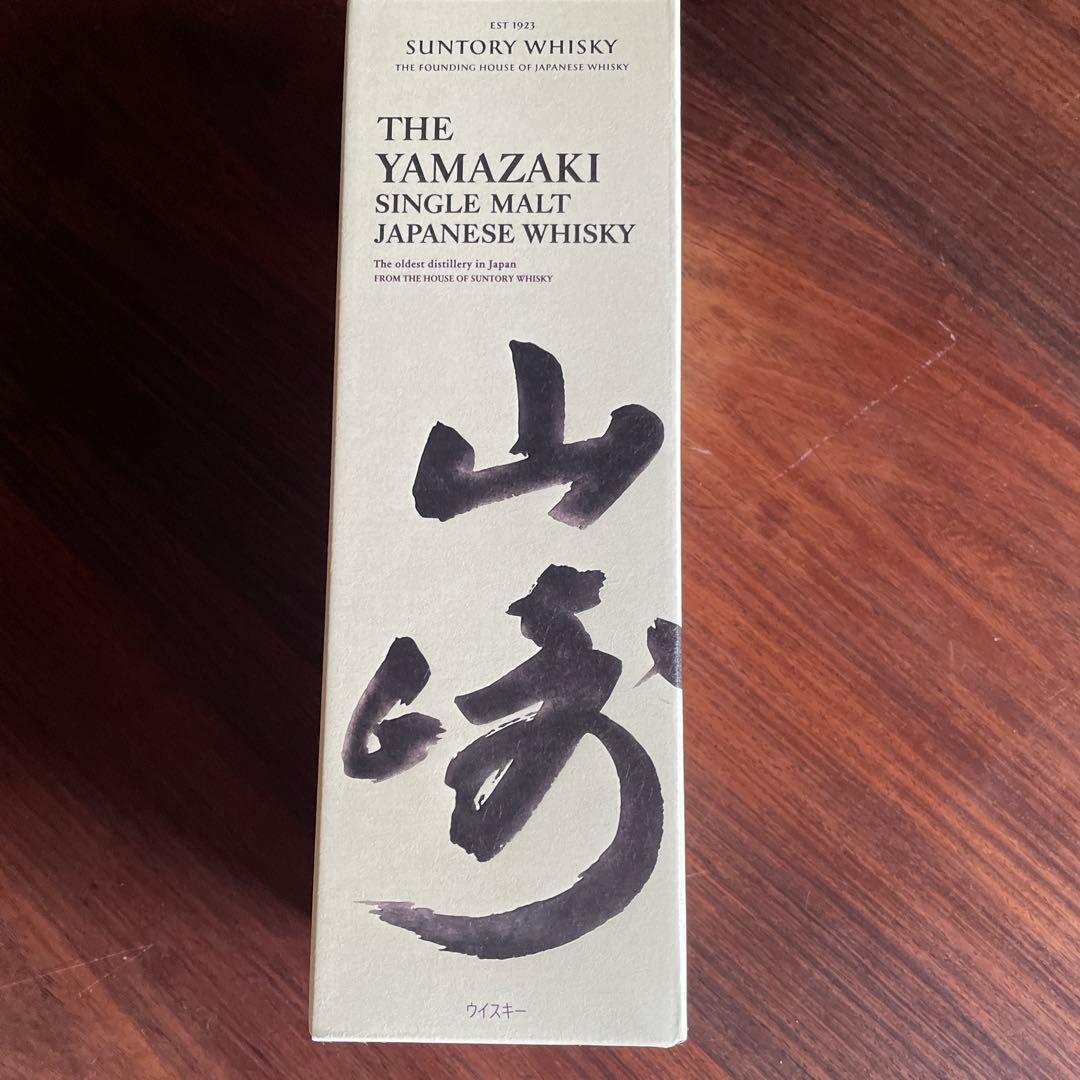 EST 1923
SUNTORY WHISKY
THE FOUNDING HOUSE OF JAPANESE WHISKY
THE
YAMAZAKI
SINGLE MALT
JAPANESE WHISKY
The oldest distillery in Japan
FROM THE HOUSE OF SUNTORY WHISKY
山
崎
ウイスキー